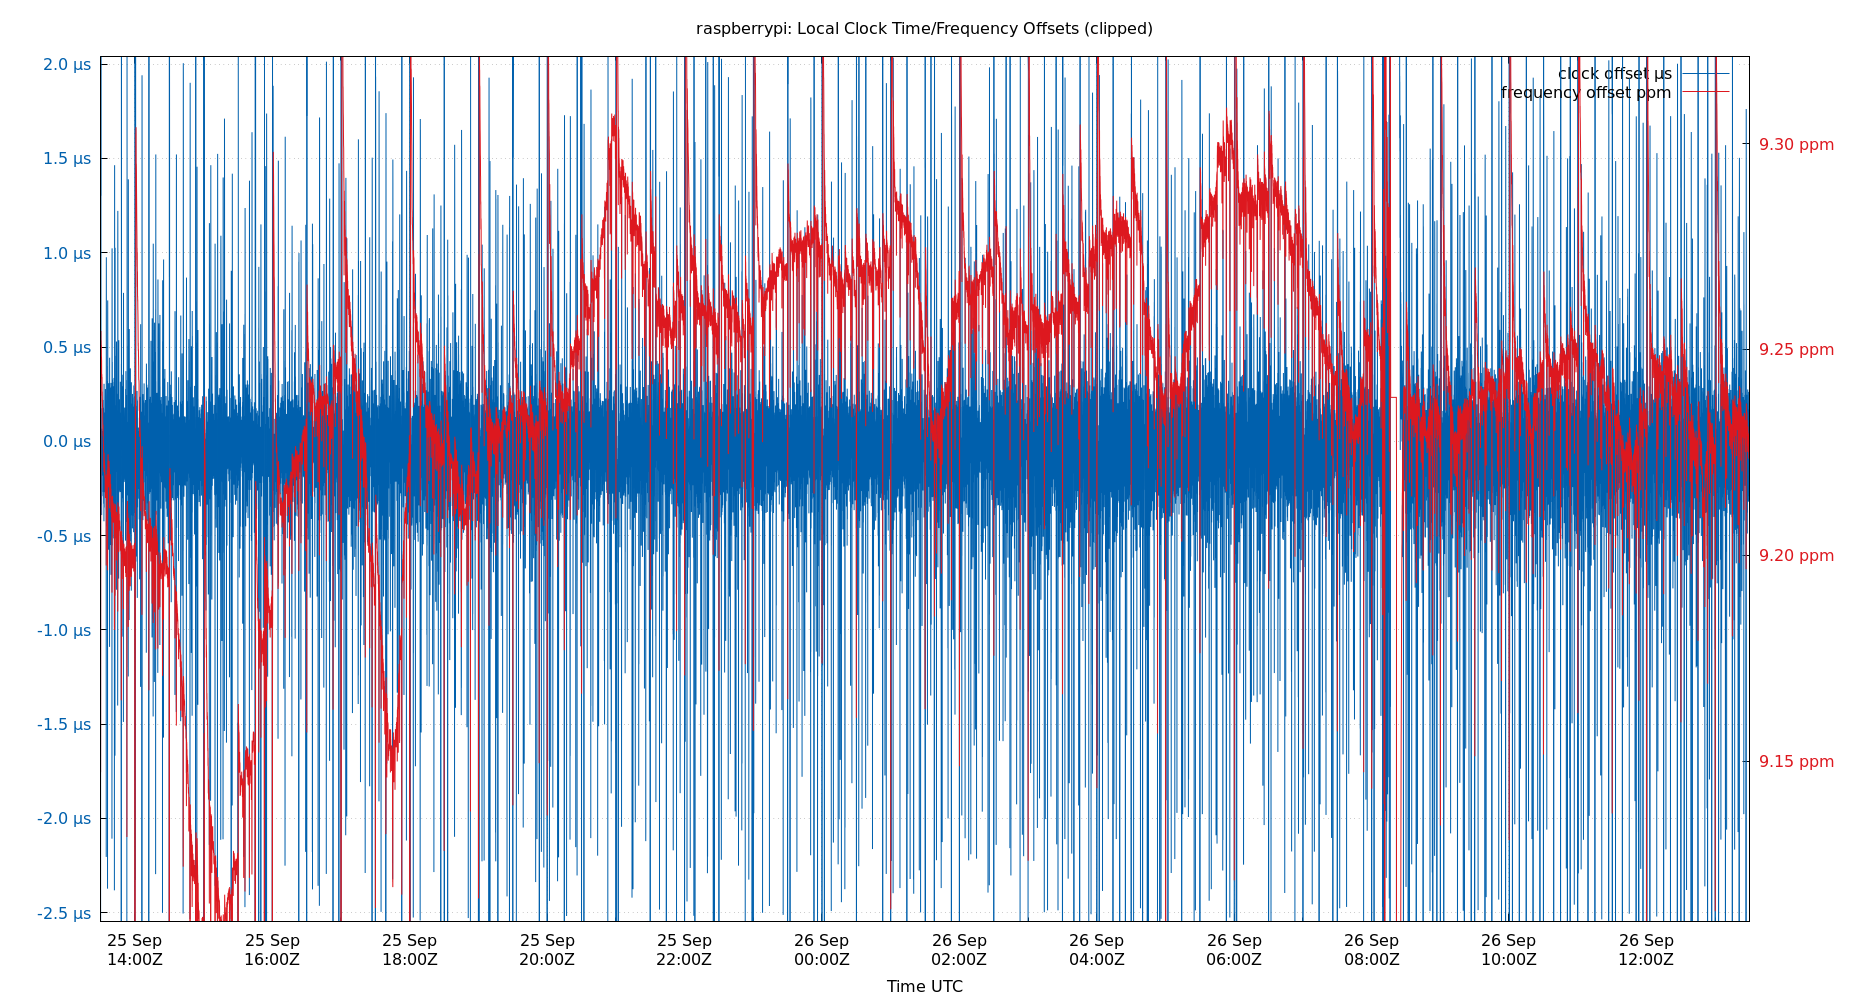 raspberrypi: Local Clock Time/Frequency Offsets (clipped)
clock offset µs
frequency offset ppm
2.0 µs
1.5 µs
1.0 µs
0.5 µs
0.0 µs
-0.5 µs
-1.0 µs
-1.5 µs
-2.0 µs
-2.5 µs
9.30 ppm
9.25 ppm
9.20 ppm
9.15 ppm
25 Sep
14:00Z
25 Sep
16:00Z
25 Sep
18:00Z
25 Sep
20:00Z
25 Sep
22:00Z
26 Sep
00:00Z
26 Sep
02:00Z
26 Sep
04:00Z
26 Sep
06:00Z
26 Sep
08:00Z
26 Sep
10:00Z
26 Sep
12:00Z
Time UTC